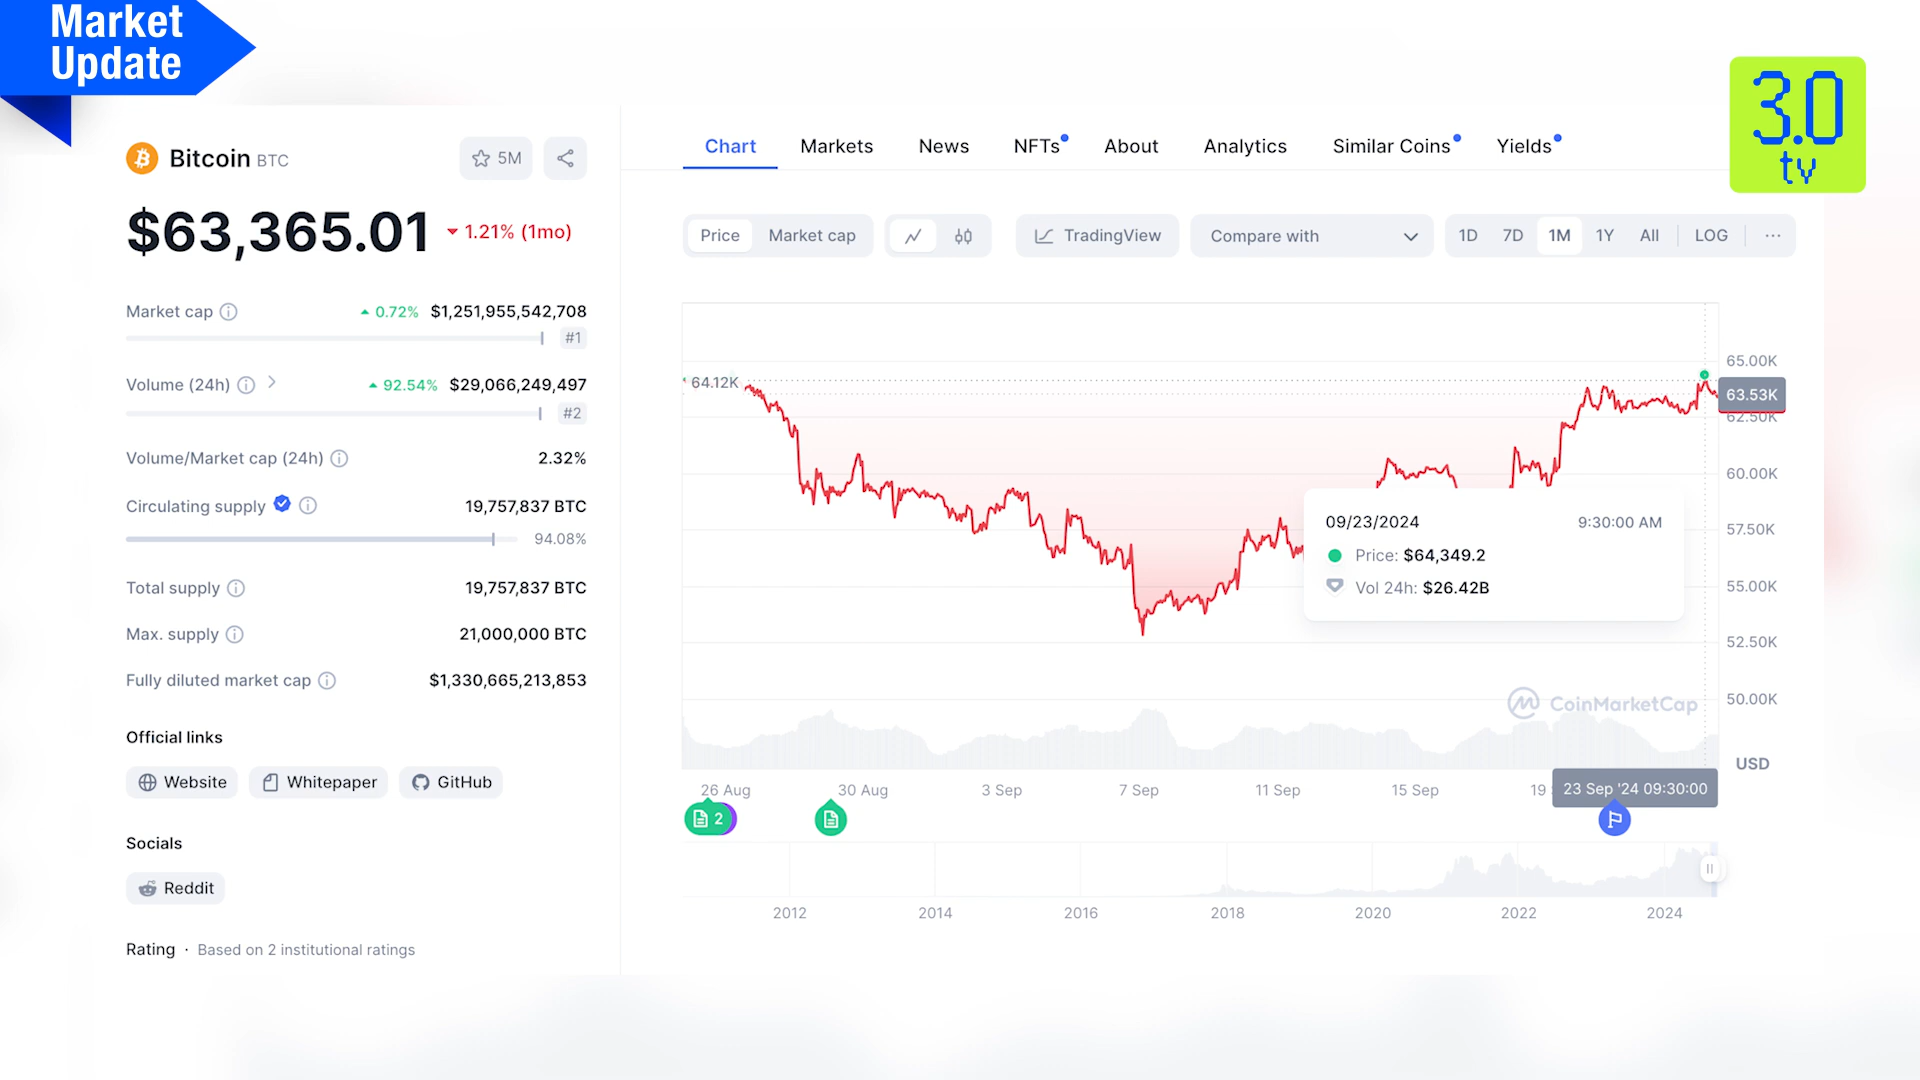 Market
Update
3.0
tv
Bitcoin BTC
5M
$63,365.01
1.21% (1mo)
Market cap
0.72% $1,251,955,542,708
#1
Volume (24h)
92.54% $29,066,249,497
#2
Volume/Market cap (24h)
2.32%
Circulating supply
19,757,837 BTC
94.08%
Total supply
19,757,837 BTC
Max. supply
21,000,000 BTC
Fully diluted market cap
$1,330,665,213,853
Official links
Website Whitepaper GitHub
Socials
Reddit
Rating · Based on 2 institutional ratings
Chart Markets News NFTs About Analytics Similar Coins Yields
Price Market cap TradingView Compare with 1D 7D 1M 1Y All LOG ...
64.12K
65.00K
63.53K
62.50K
60.00K
57.50K
55.00K
52.50K
50.00K
09/23/2024 9:30:00 AM
Price: $64,349.2
Vol 24h: $26.42B
CoinMarketCap
USD
26 Aug 30 Aug 3 Sep 7 Sep 11 Sep 15 Sep 19 23 Sep '24 09:30:00
2
2012 2014 2016 2018 2020 2022 2024